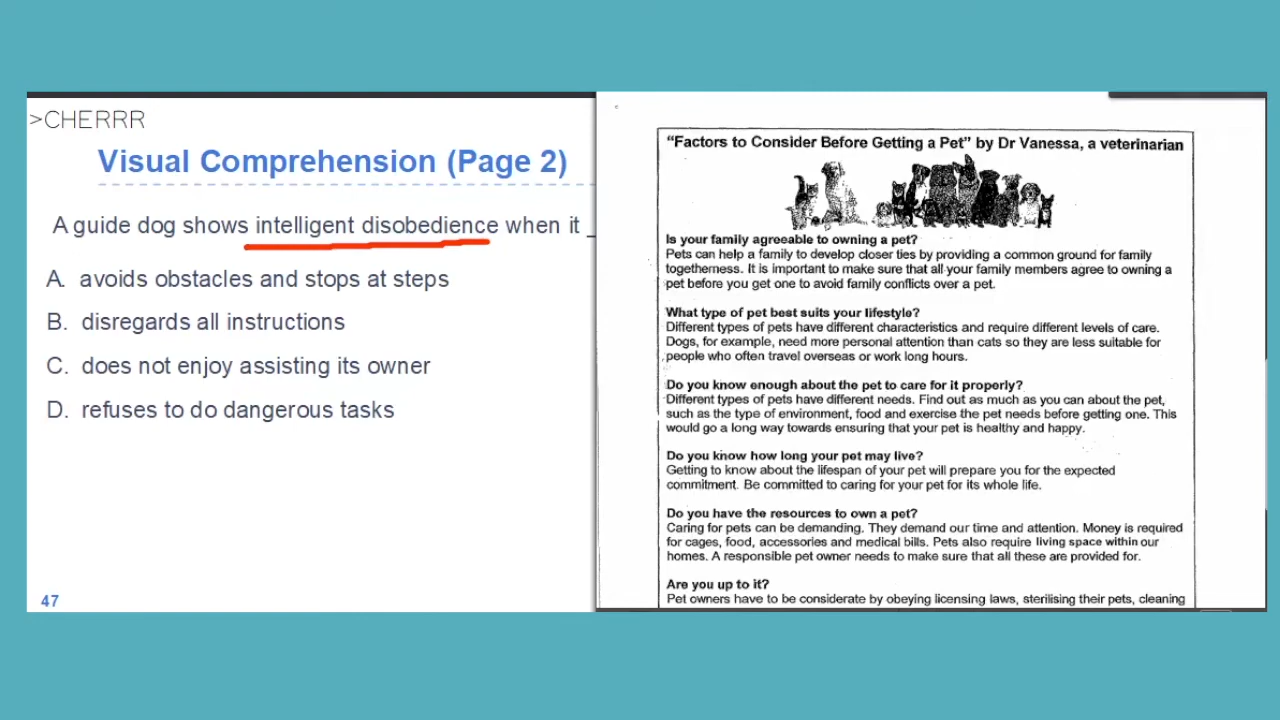 >CHERRR
Visual Comprehension (Page 2)
A guide dog shows intelligent disobedience when it _
A. avoids obstacles and stops at steps
B. disregards all instructions
C. does not enjoy assisting its owner
D. refuses to do dangerous tasks
47
"Factors to Consider Before Getting a Pet" by Dr Vanessa, a veterinarian
Is your family agreeable to owning a pet?
Pets can help a family to develop closer ties by providing a common ground for family
togetherness. It is important to make sure that all your family members agree to owning a
pet before you get one to avoid family conflicts over a pet.
What type of pet best suits your lifestyle?
Different types of pets have different characteristics and require different levels of care.
Dogs, for example, need more personal attention than cats so they are less suitable for
people who often travel overseas or work long hours.
Do you know enough about the pet to care for it properly?
Different types of pets have different needs. Find out as much as you can about the pet,
such as the type of environment, food and exercise the pet needs before getting one. This
would go a long way towards ensuring that your pet is healthy and happy.
Do you know how long your pet may live?
Getting to know about the lifespan of your pet will prepare you for the expected
commitment. Be committed to caring for your pet for its whole life.
Do you have the resources to own a pet?
Caring for pets can be demanding. They demand our time and attention. Money is required
for cages, food, accessories and medical bills. Pets also require living space within our
homes. A responsible pet owner needs to make sure that all these are provided for.
Are you up to it?
Pet owners have to be considerate by obeying licensing laws, sterilising their pets, cleaning